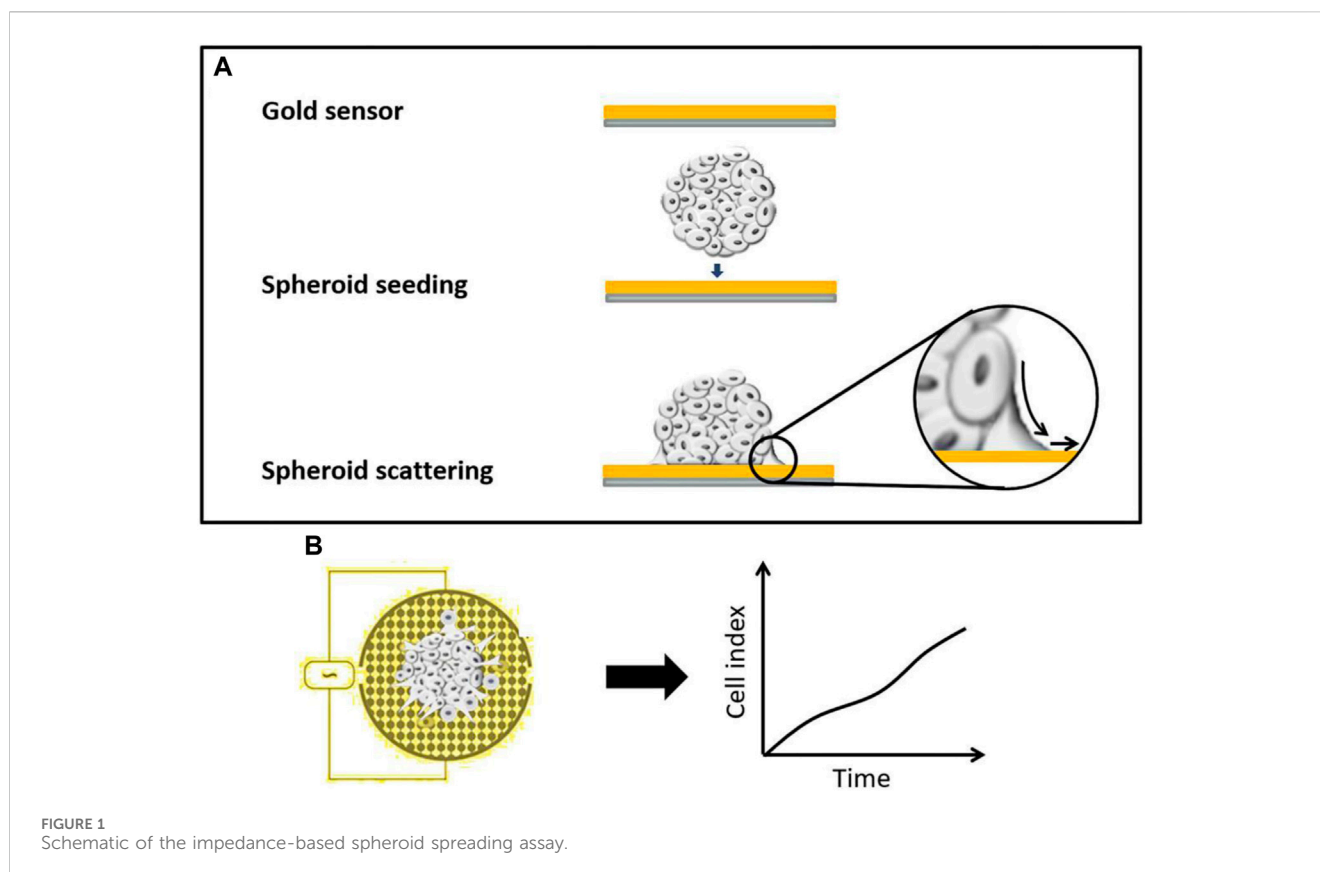 A
Gold sensor
Spheroid seeding
Spheroid scattering
B
Cell index
Time
FIGURE 1
Schematic of the impedance-based spheroid spreading assay.